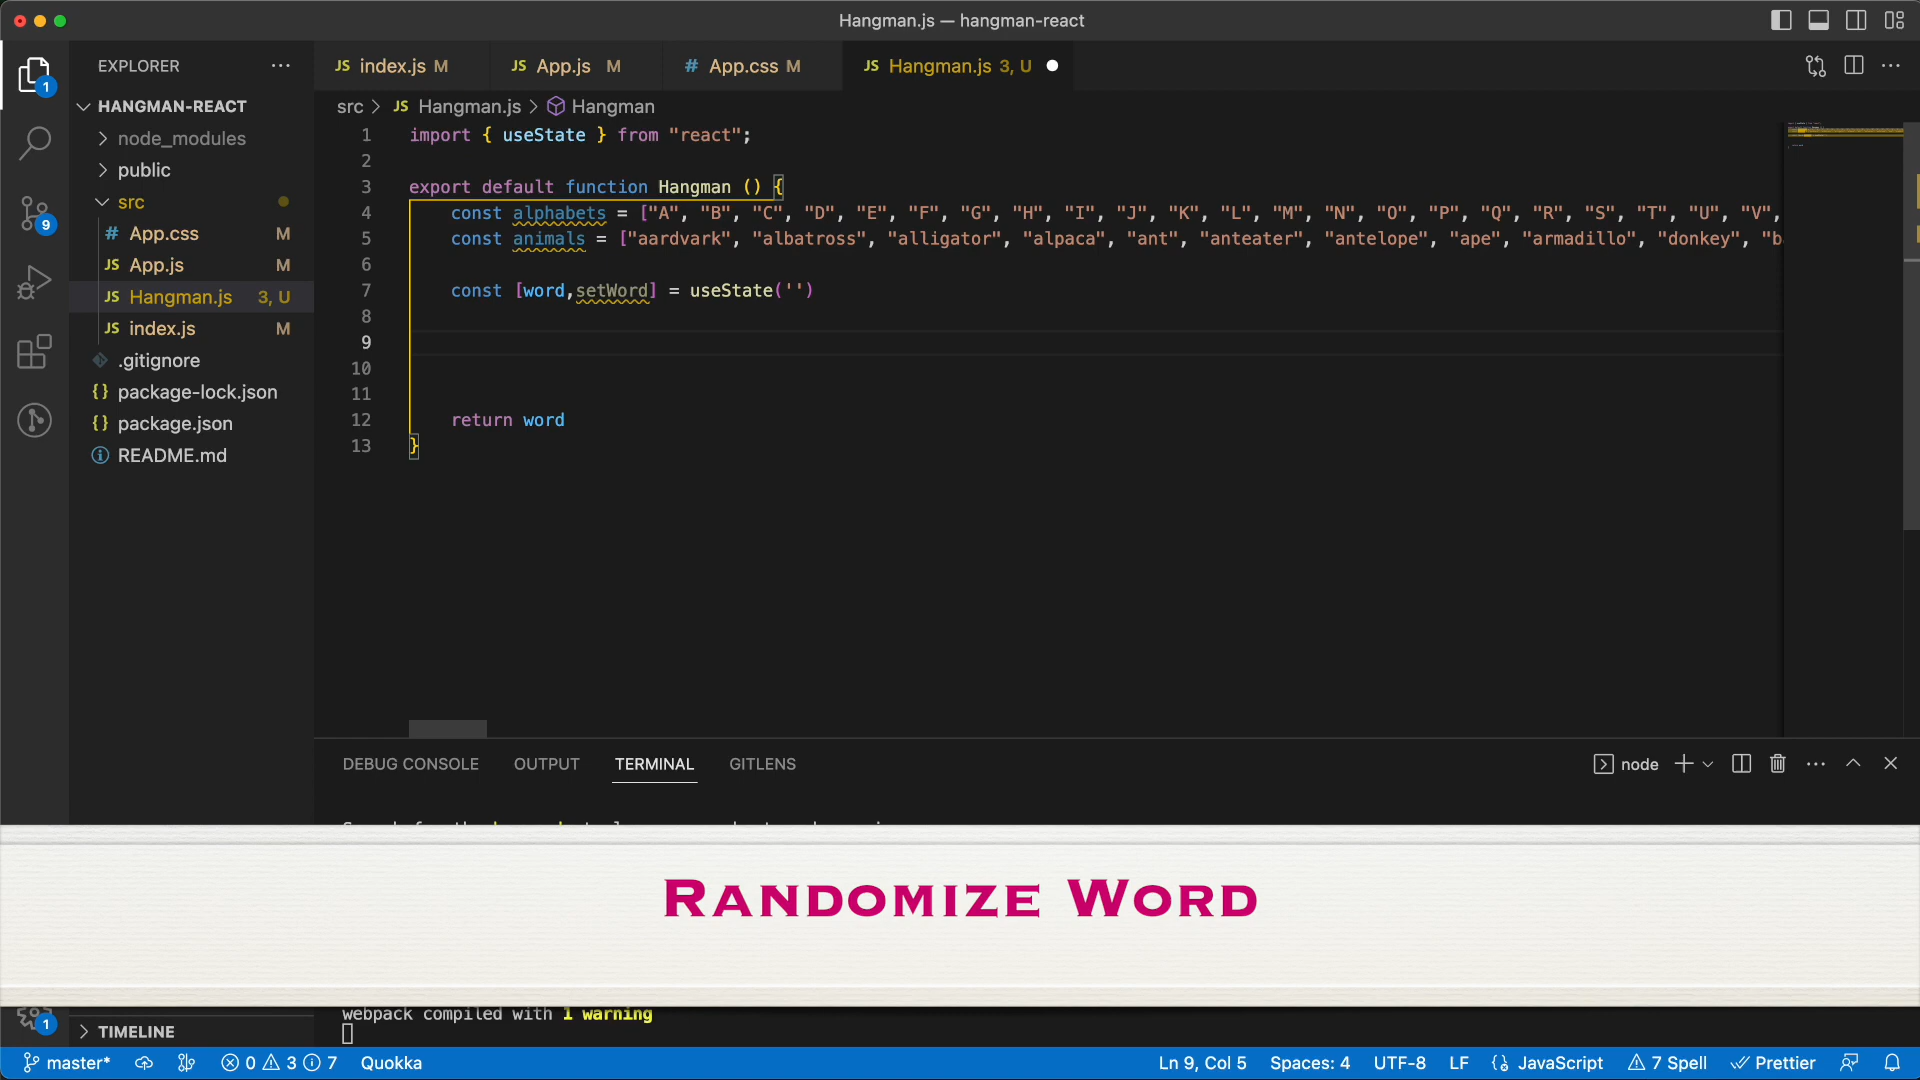 Hangman.js — hangman-react
EXPLORER
JS index.js M
JS App.js M
# App.css M
JS Hangman.js 3, U
HANGMAN-REACT
node_modules
public
src
# App.css M
JS App.js M
JS Hangman.js 3, U
JS index.js M
.gitignore
{} package-lock.json
{} package.json
README.md
src > JS Hangman.js > Hangman
1 import { useState } from "react";
2
3 export default function Hangman () {
4 const alphabets = ["A", "B", "C", "D", "E", "F", "G", "H", "I", "J", "K", "L", "M", "N", "O", "P", "Q", "R", "S", "T", "U", "V",
5 const animals = ["aardvark", "albatross", "alligator", "alpaca", "ant", "anteater", "antelope", "ape", "armadillo", "donkey",
6
7 const [word,setWord] = useState('')
8
9
10
11
12 return word
13 }
1
9
DEBUG CONSOLE OUTPUT TERMINAL GITLENS
node
RANDOMIZE WORD
webpack compiled with 1 warning
1
TIMELINE
master* 0 3 7 Quokka
Ln 9, Col 5 Spaces: 4 UTF-8 LF {} JavaScript 7 Spell Prettier